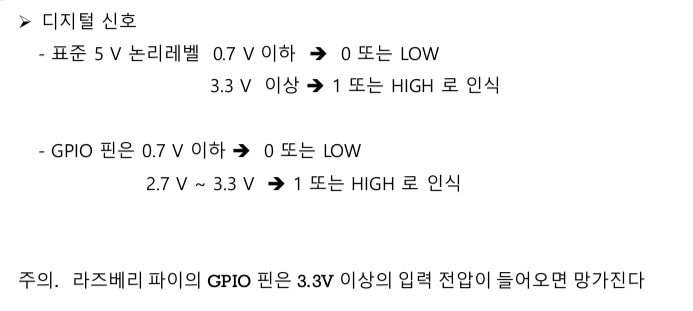 ➢ 디지털 신호
- 표준 5 V 논리레벨 0.7 V 이하 ➔ 0 또는 LOW
3.3 V 이상 ➔ 1 또는 HIGH 로 인식
- GPIO 핀은 0.7 V 이하 ➔ 0 또는 LOW
2.7 V ~ 3.3 V ➔ 1 또는 HIGH 로 인식
주의. 라즈베리 파이의 GPIO 핀은 3.3V 이상의 입력 전압이 들어오면 망가진다